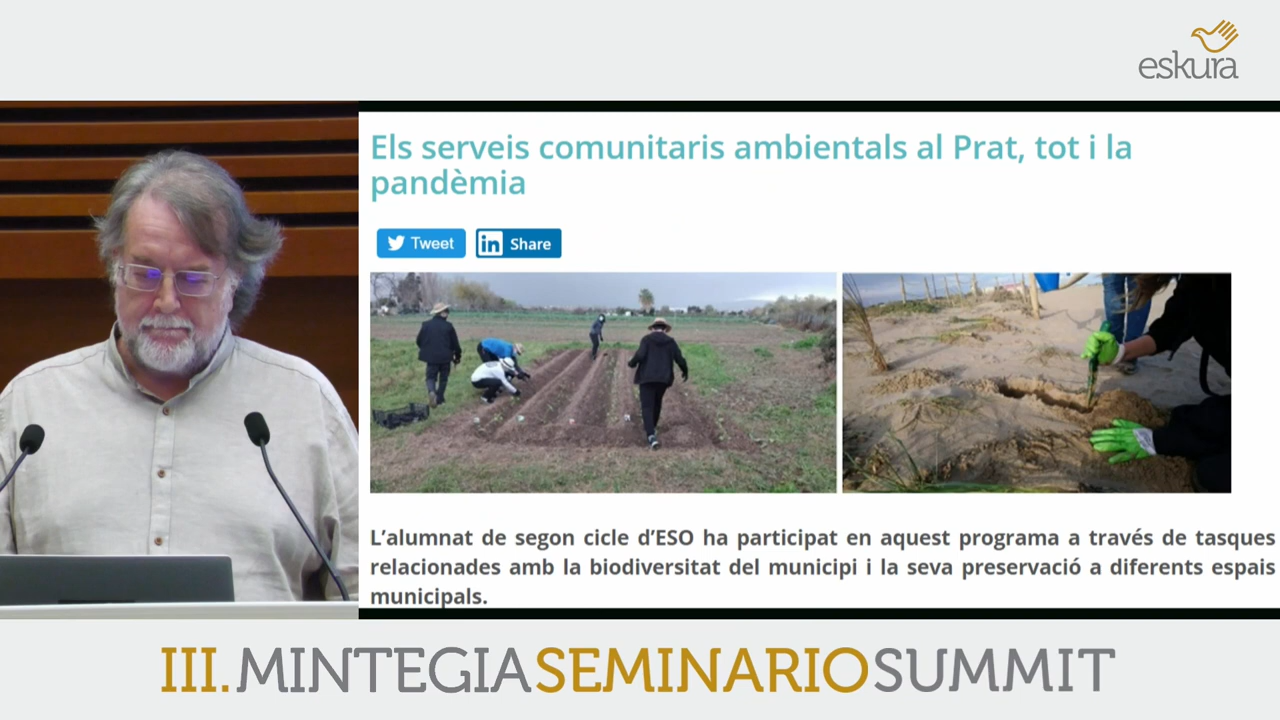 eskura
Els serveis comunitaris ambientals al Prat, tot i la
pandèmia
Tweet
in Share
L'alumnat de segon cicle d'ESO ha participat en aquest programa a través de tasques
relacionades amb la biodiversitat del municipi i la seva preservació a diferents espais
municipals.
III. MINTEGIA SEMINARIO SUMMIT